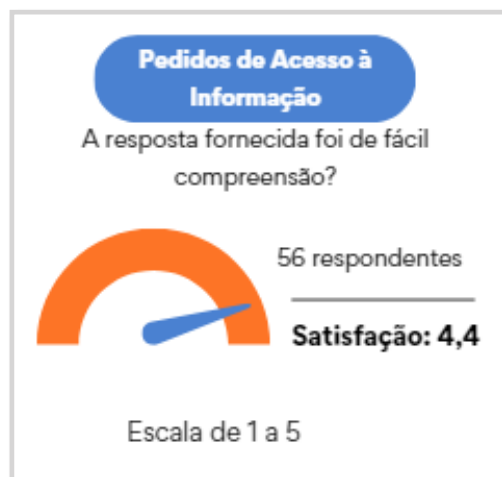 Pedidos de Acesso à
Informação
A resposta fornecida foi de fácil
compreensão?
56 respondentes
Satisfação: 4,4
Escala de 1 a 5